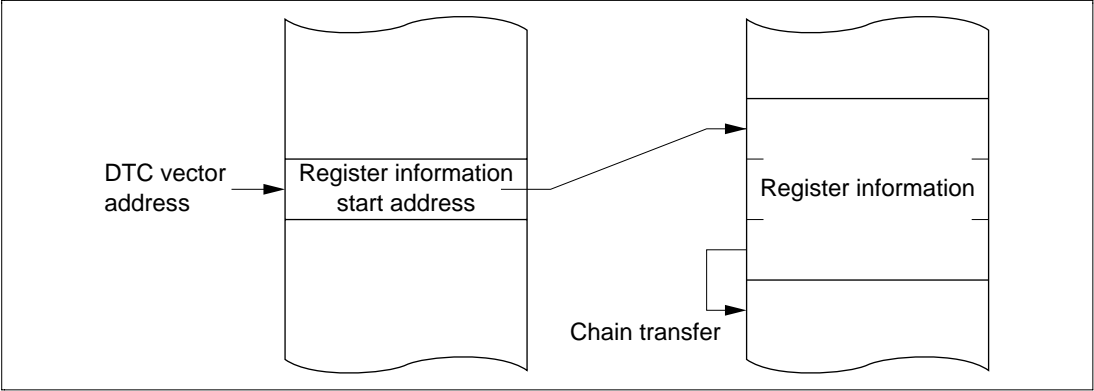 DTC vector
address
Register information
start address
Register information
Chain transfer